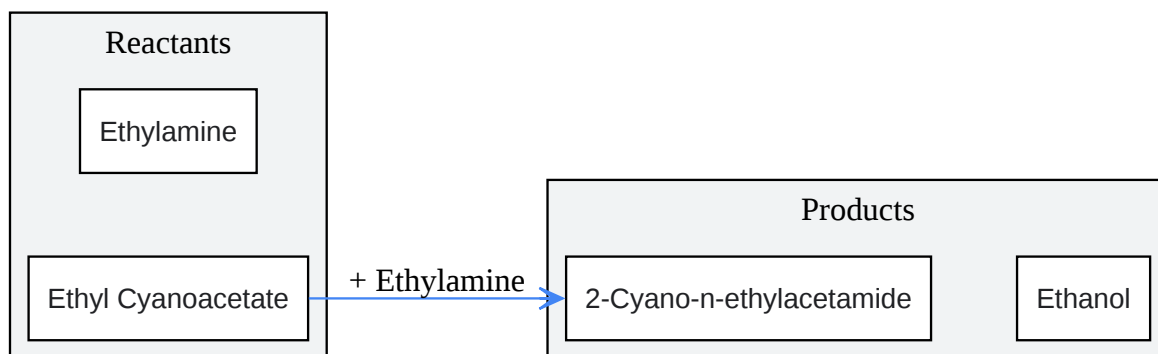 Reactants
Ethylamine
Ethyl Cyanoacetate
+ Ethylamine
Products
2-Cyano-n-ethylacetamide
Ethanol